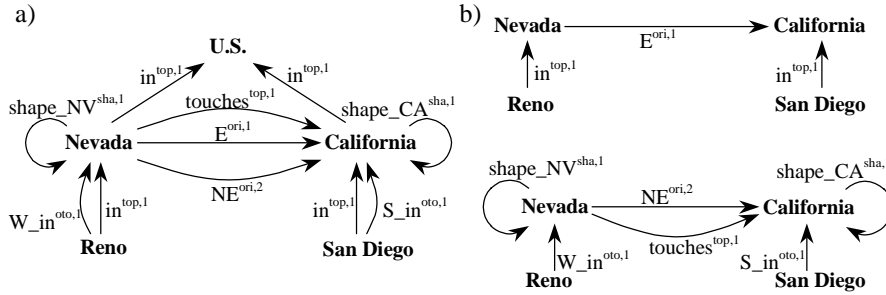 a)
U.S.
in^top,1
in^top,1
shape_NV^sha,1
touches^top,1
shape_CA^sha,1
Nevada
E^ori,1
California
NE^ori,2
W_in^oto,1
in^top,1
in^top,1
S_in^oto,1
Reno
San Diego
b)
Nevada
E^ori,1
California
in^top,1
in^top,1
Reno
San Diego
shape_NV^sha,1
NE^ori,2
shape_CA^sha,
Nevada
California
touches^top,1
W_in^oto,1
S_in^oto,1
Reno
San Diego